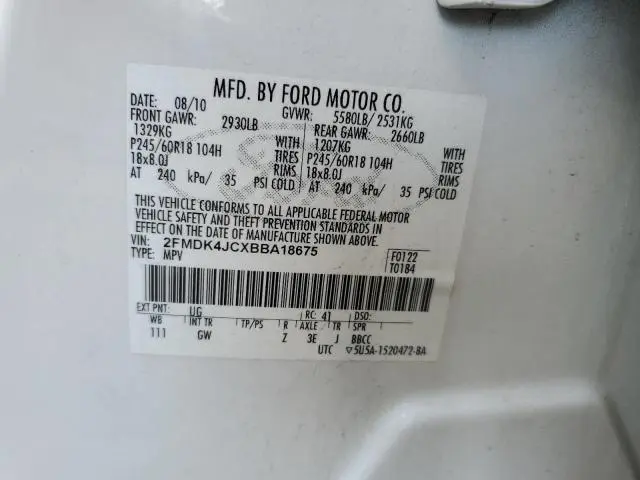 MFD. BY FORD MOTOR CO.
DATE: 08/10 GVWR: 5580LB/ 2531KG
FRONT GAWR: 2930LB REAR GAWR: 2660LB
1329KG WITH 1207KG WITH
P245/60R18 104H TIRES P245/60R18 104H TIRES
18x8.0J RIMS 18x8.0J RIMS
AT 240 kPa/ 35 PSI COLD AT 240 kPa/ 35 PSI COLD
THIS VEHICLE CONFORMS TO ALL APPLICABLE FEDERAL MOTOR
VEHICLE SAFETY AND THEFT PREVENTION STANDARDS IN
EFFECT ON THE DATE OF MANUFACTURE SHOWN ABOVE.
VIN: 2FMDK4JCXBBA18675 F0122
TYPE: MPV T0184
EXT PNT: UG RC: 41 DSO:
WB INT TR TP/PS R AXLE TR SPR
111 GW Z 3E J BBCC
UTC ▽5U5A-1520472-BA